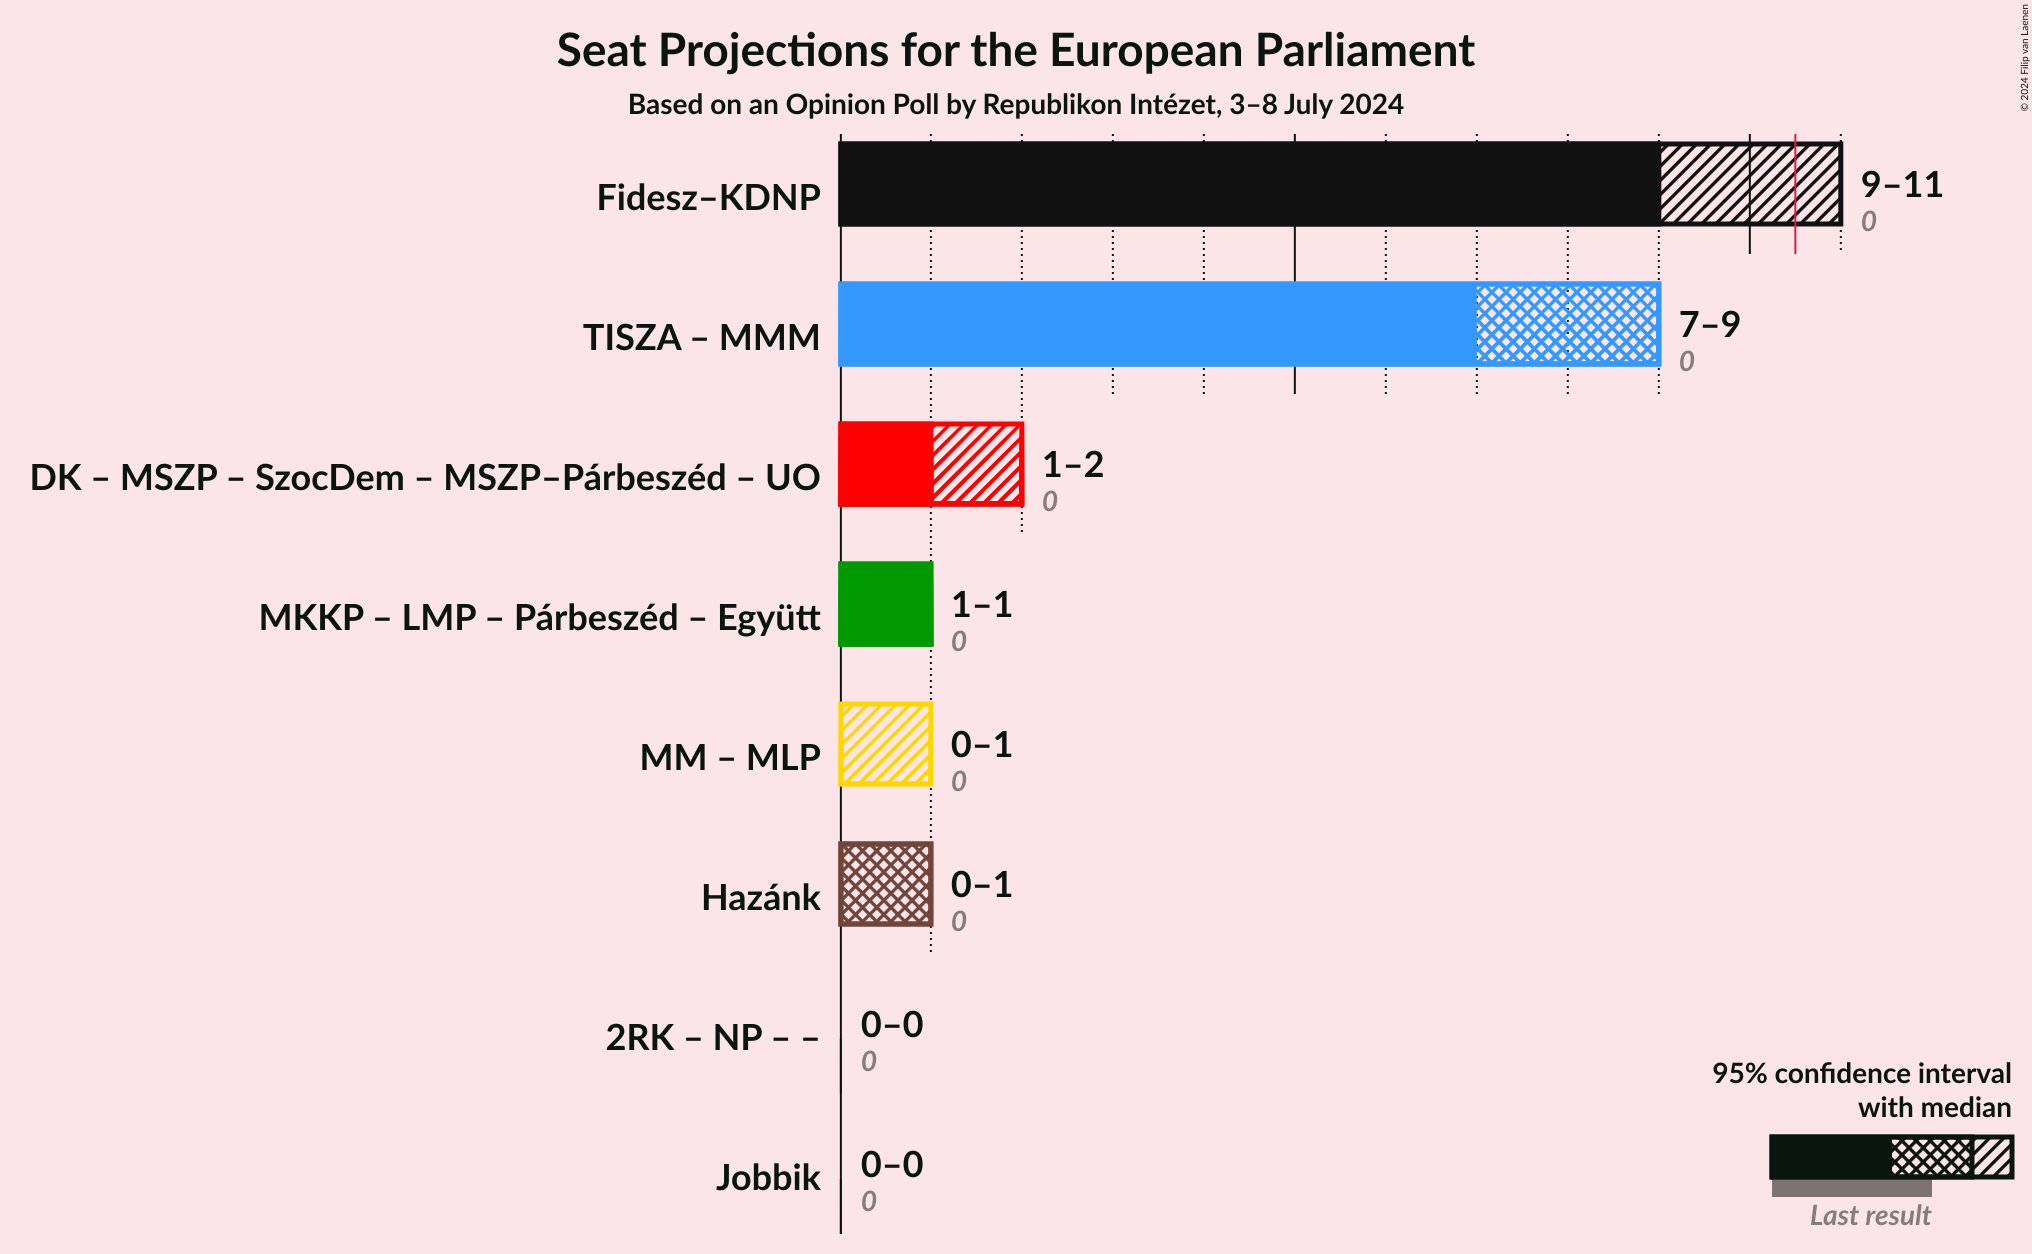 Seat Projections for the European Parliament
Based on an Opinion Poll by Republikon Intézet, 3–8 July 2024
© 2024 Filip van Laenen
Fidesz–KDNP
9–11
0
TISZA – MMM
7–9
0
DK – MSZP – SzocDem – MSZP–Párbeszéd – UO
1–2
0
MKKP – LMP – Párbeszéd – Együtt
1–1
0
MM – MLP
0–1
0
Hazánk
0–1
0
2RK – NP – –
0–0
0
Jobbik
0–0
0
95% confidence interval
with median
Last result